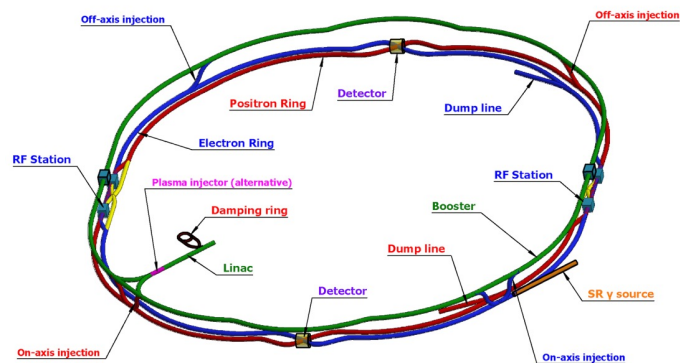 Off-axis injection
Off-axis injection
Positron Ring
Detector
Dump line
Electron Ring
RF Station
Plasma injector (alternative)
RF Station
Damping ring
Booster
Dump line
Linac
Detector
SR γ source
On-axis injection
On-axis injection